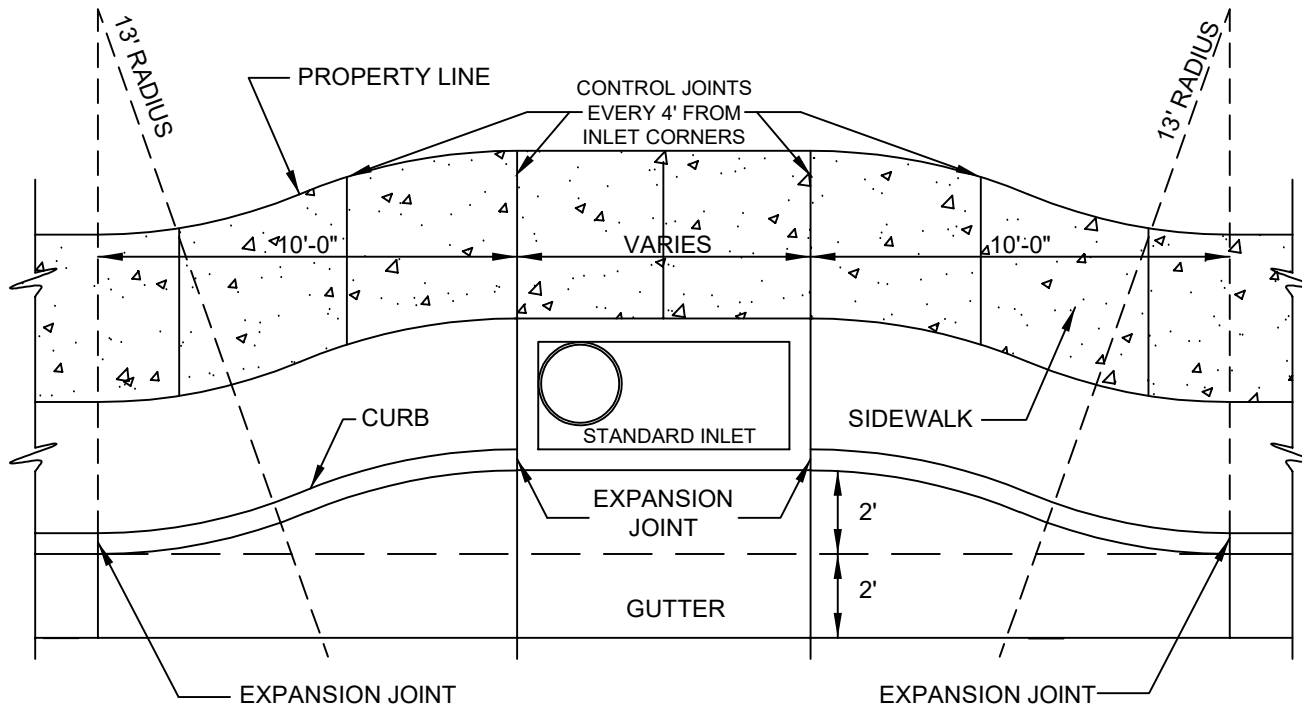 13' RADIUS
PROPERTY LINE
CONTROL JOINTS
EVERY 4' FROM
INLET CORNERS
13' RADIUS
10'-0"
VARIES
10'-0"
CURB
STANDARD INLET
SIDEWALK
EXPANSION
JOINT
2'
2'
GUTTER
EXPANSION JOINT
EXPANSION JOINT